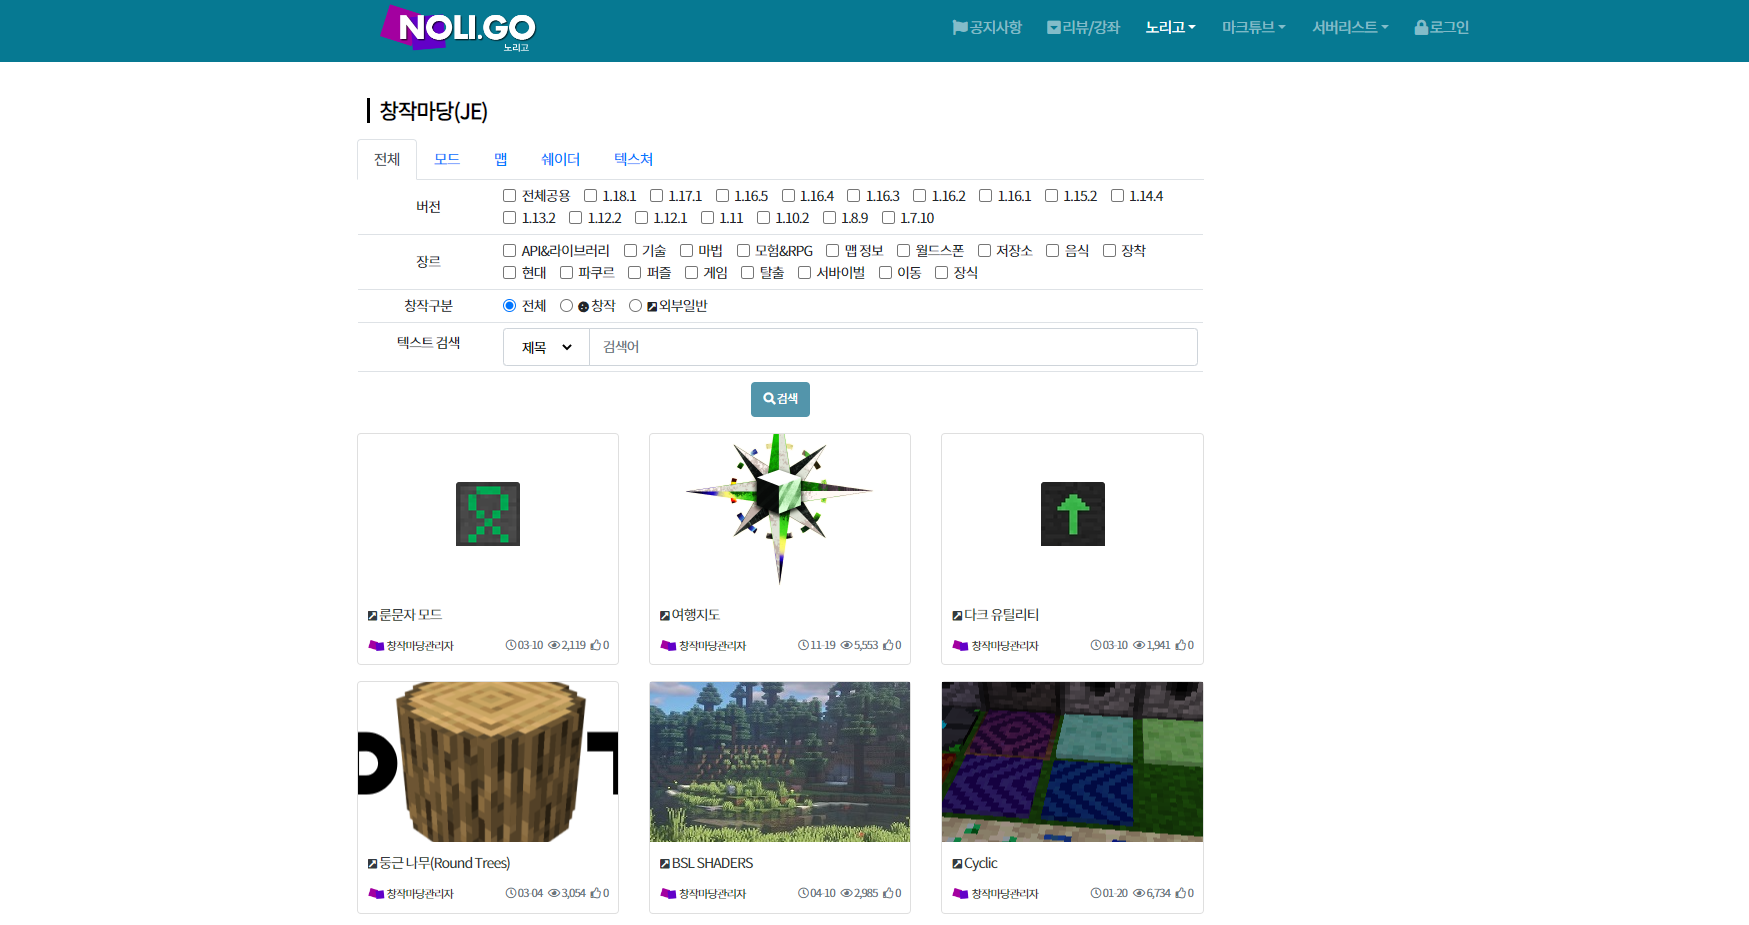 NOLI.GO
노리고
공지사항 리뷰/강좌 노리고 마크튜브 서버리스트 로그인
창작마당(JE)
전체 모드 맵 쉐이더 텍스쳐
버전
전체공용 1.18.1 1.17.1 1.16.5 1.16.4 1.16.3 1.16.2 1.16.1 1.15.2 1.14.4
1.13.2 1.12.2 1.12.1 1.11 1.10.2 1.8.9 1.7.10
장르
API&라이브러리 기술 마법 모험&RPG 맵 정보 월드스폰 저장소 음식 장착
현대 파쿠르 퍼즐 게임 탈출 서바이벌 이동 장식
창작구분 전체 창작 외부일반
텍스트 검색 제목 검색어
검색
룬문자 모드
창작마당관리자 03-10 2,119 0
여행지도
창작마당관리자 11-19 5,553 0
다크 유틸리티
창작마당관리자 03-10 1,941 0
둥근 나무(Round Trees)
창작마당관리자 03-04 3,054 0
BSL SHADERS
창작마당관리자 04-10 2,985 0
Cyclic
창작마당관리자 01-20 6,734 0